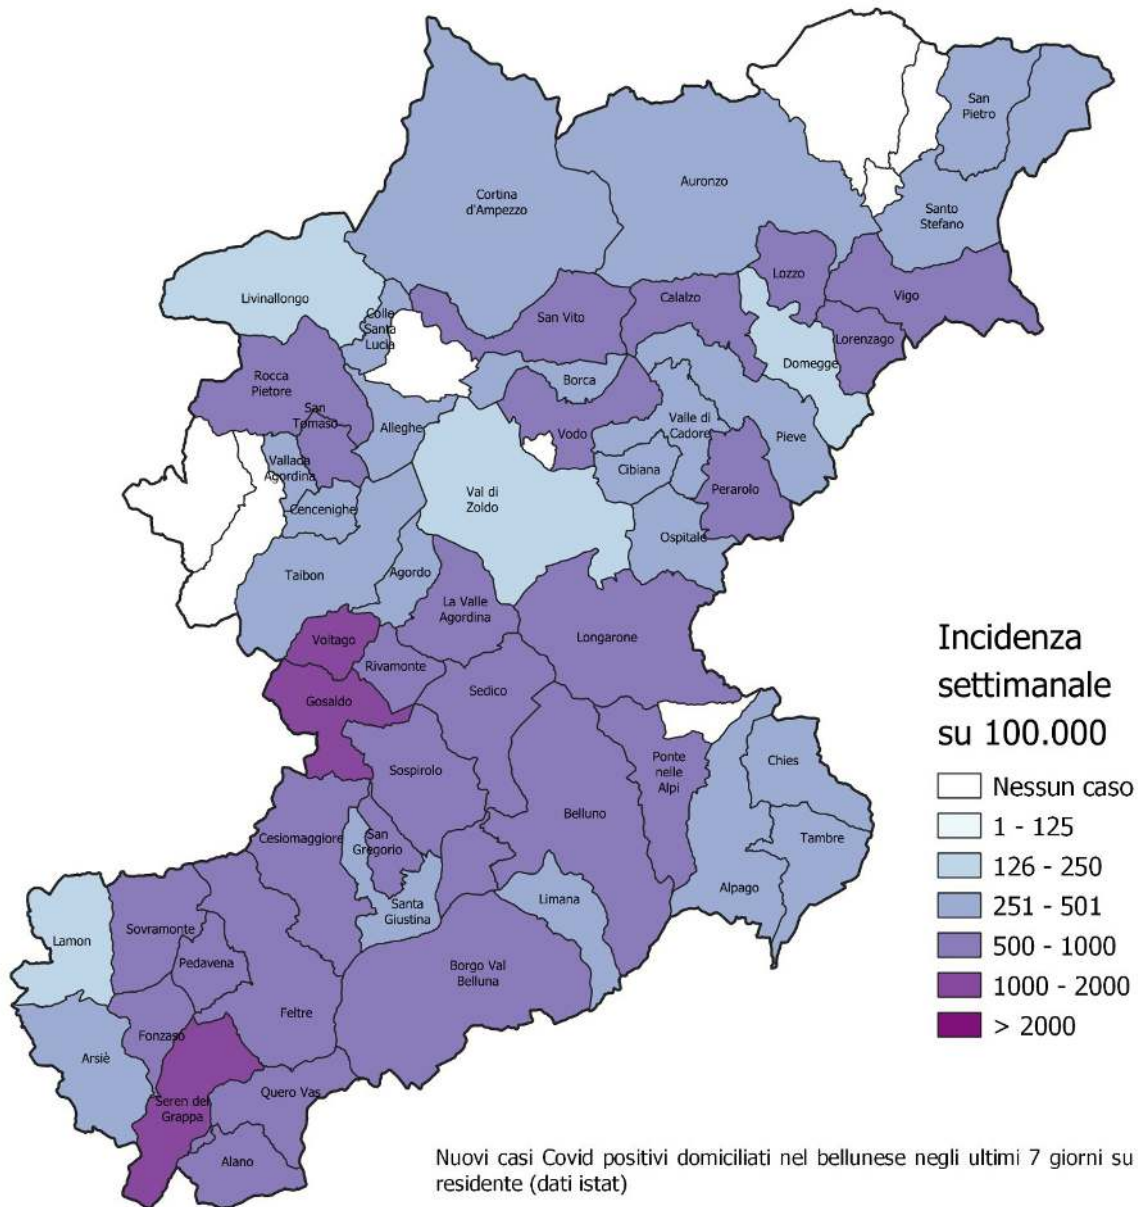 San
Pietro
Auronzo
Cortina
d'Ampezzo
Santo
Stefano
Lozzo
Livinallongo
Calalzo
Vigo
Colle
Santa
Lucia
San Vito
Lorenzago
Domegge
Rocca
Pietore
Borca
San
Tomaso
Alleghe
Valle di
Cadore
Pieve
Vodo
Vallada
Agordina
Cibiana
Perarolo
Val di
Zoldo
Cencenighe
Ospitale
Taibon
Agordo
La Valle
Agordina
Voltago
Longarone
Rivamonte
Sedico
Gosaldo
Sospirolo
Ponte
nelle
Alpi
Chies
Belluno
Cesiomaggiore
San
Gregorio
Tambre
Alpago
Limana
Santa
Giustina
Lamon
Sovramonte
Pedavena
Borgo Val
Belluna
Feltre
Fonzaso
Arsiè
Quero Vas
Seren del
Grappa
Alano
Incidenza
settimanale
su 100.000
Nessun caso
1 - 125
126 - 250
251 - 501
500 - 1000
1000 - 2000
> 2000
Nuovi casi Covid positivi domiciliati nel bellunese negli ultimi 7 giorni su
residente (dati istat)